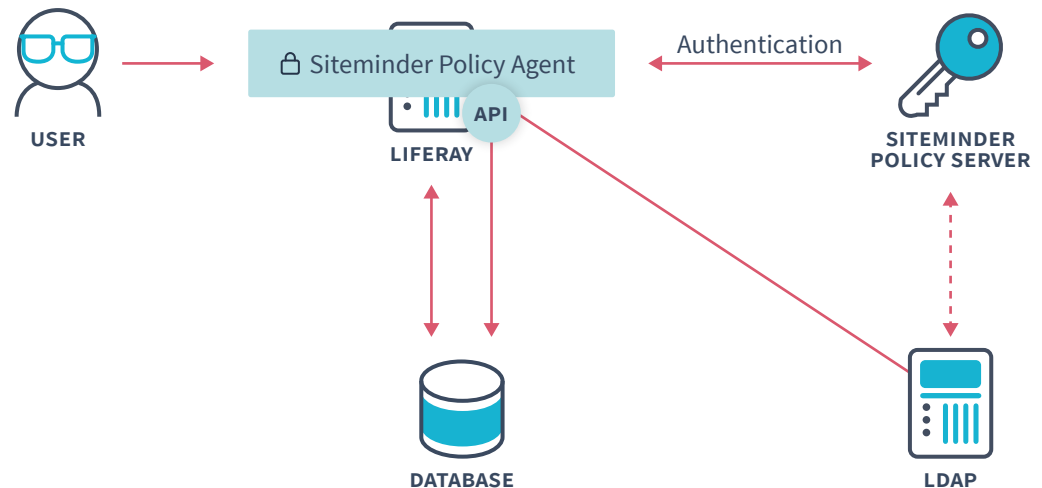 Siteminder Policy Agent
Authentication
API
USER
LIFERAY
SITEMINDER
POLICY SERVER
DATABASE
LDAP